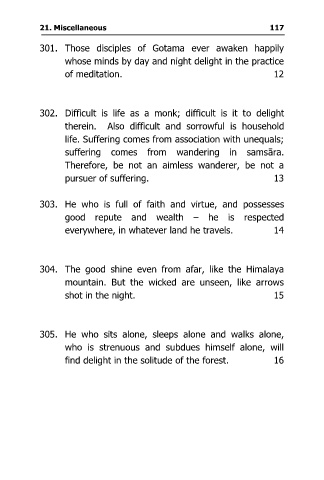 21. Miscellaneous 117
301. Those disciples of Gotama ever awaken happily
whose minds by day and night delight in the practice
of meditation. 12
302. Difficult is life as a monk; difficult is it to delight
therein. Also difficult and sorrowful is household
life. Suffering comes from association with unequals;
suffering comes from wandering in samsāra.
Therefore, be not an aimless wanderer, be not a
pursuer of suffering. 13
303. He who is full of faith and virtue, and possesses
good repute and wealth – he is respected
everywhere, in whatever land he travels. 14
304. The good shine even from afar, like the Himalaya
mountain. But the wicked are unseen, like arrows
shot in the night. 15
305. He who sits alone, sleeps alone and walks alone,
who is strenuous and subdues himself alone, will
find delight in the solitude of the forest. 16